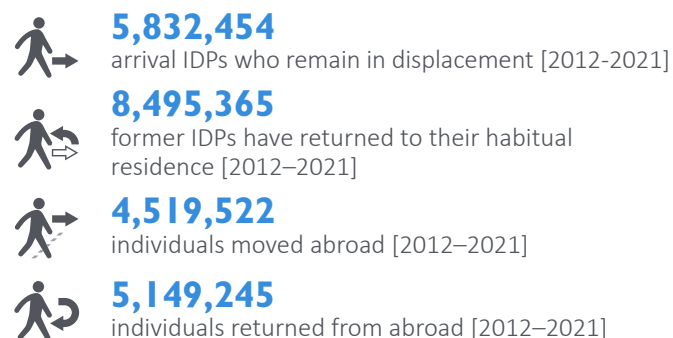 5,832,454
arrival IDPs who remain in displacement [2012-2021]
8,495,365
former IDPs have returned to their habitual
residence [2012–2021]
4,519,522
individuals moved abroad [2012–2021]
5,149,245
individuals returned from abroad [2012–2021]